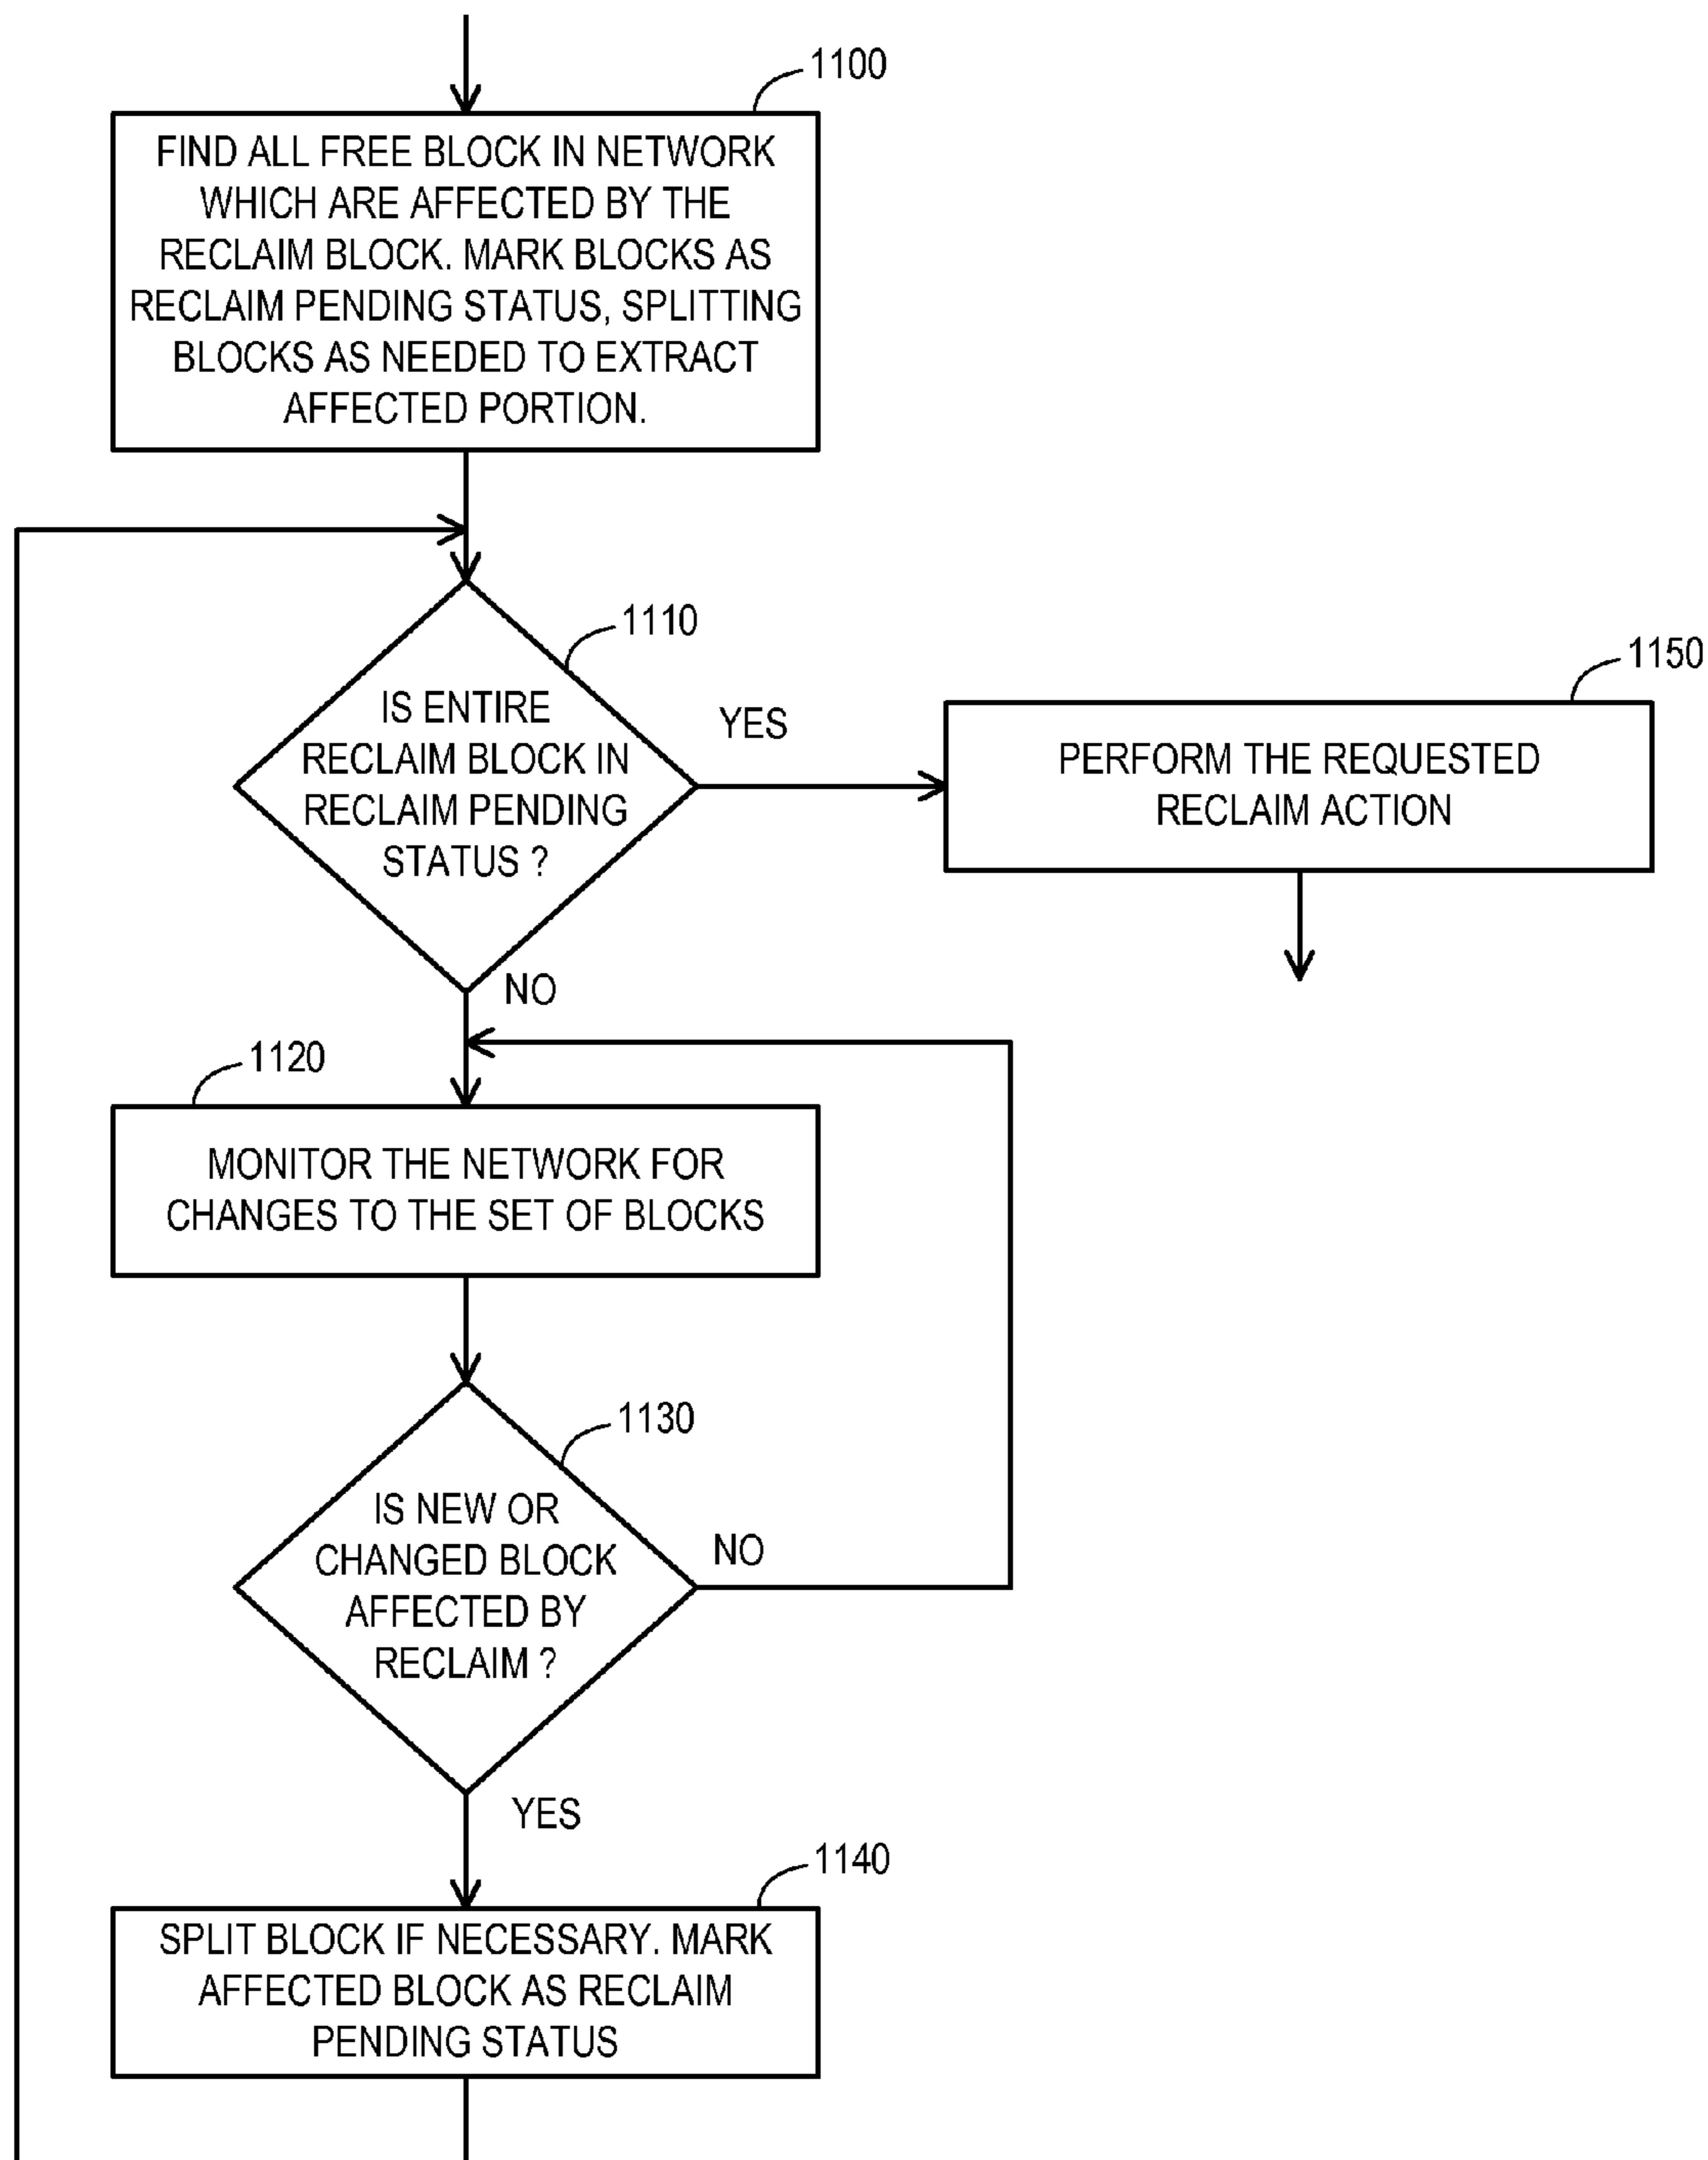 1100
FIND ALL FREE BLOCK IN NETWORK
WHICH ARE AFFECTED BY THE
RECLAIM BLOCK. MARK BLOCKS AS
RECLAIM PENDING STATUS, SPLITTING
BLOCKS AS NEEDED TO EXTRACT
AFFECTED PORTION.
1110
IS ENTIRE
RECLAIM BLOCK IN
RECLAIM PENDING
STATUS ?
YES
1150
PERFORM THE REQUESTED
RECLAIM ACTION
NO
1120
MONITOR THE NETWORK FOR
CHANGES TO THE SET OF BLOCKS
1130
IS NEW OR
CHANGED BLOCK
AFFECTED BY
RECLAIM ?
NO
YES
1140
SPLIT BLOCK IF NECESSARY. MARK
AFFECTED BLOCK AS RECLAIM
PENDING STATUS